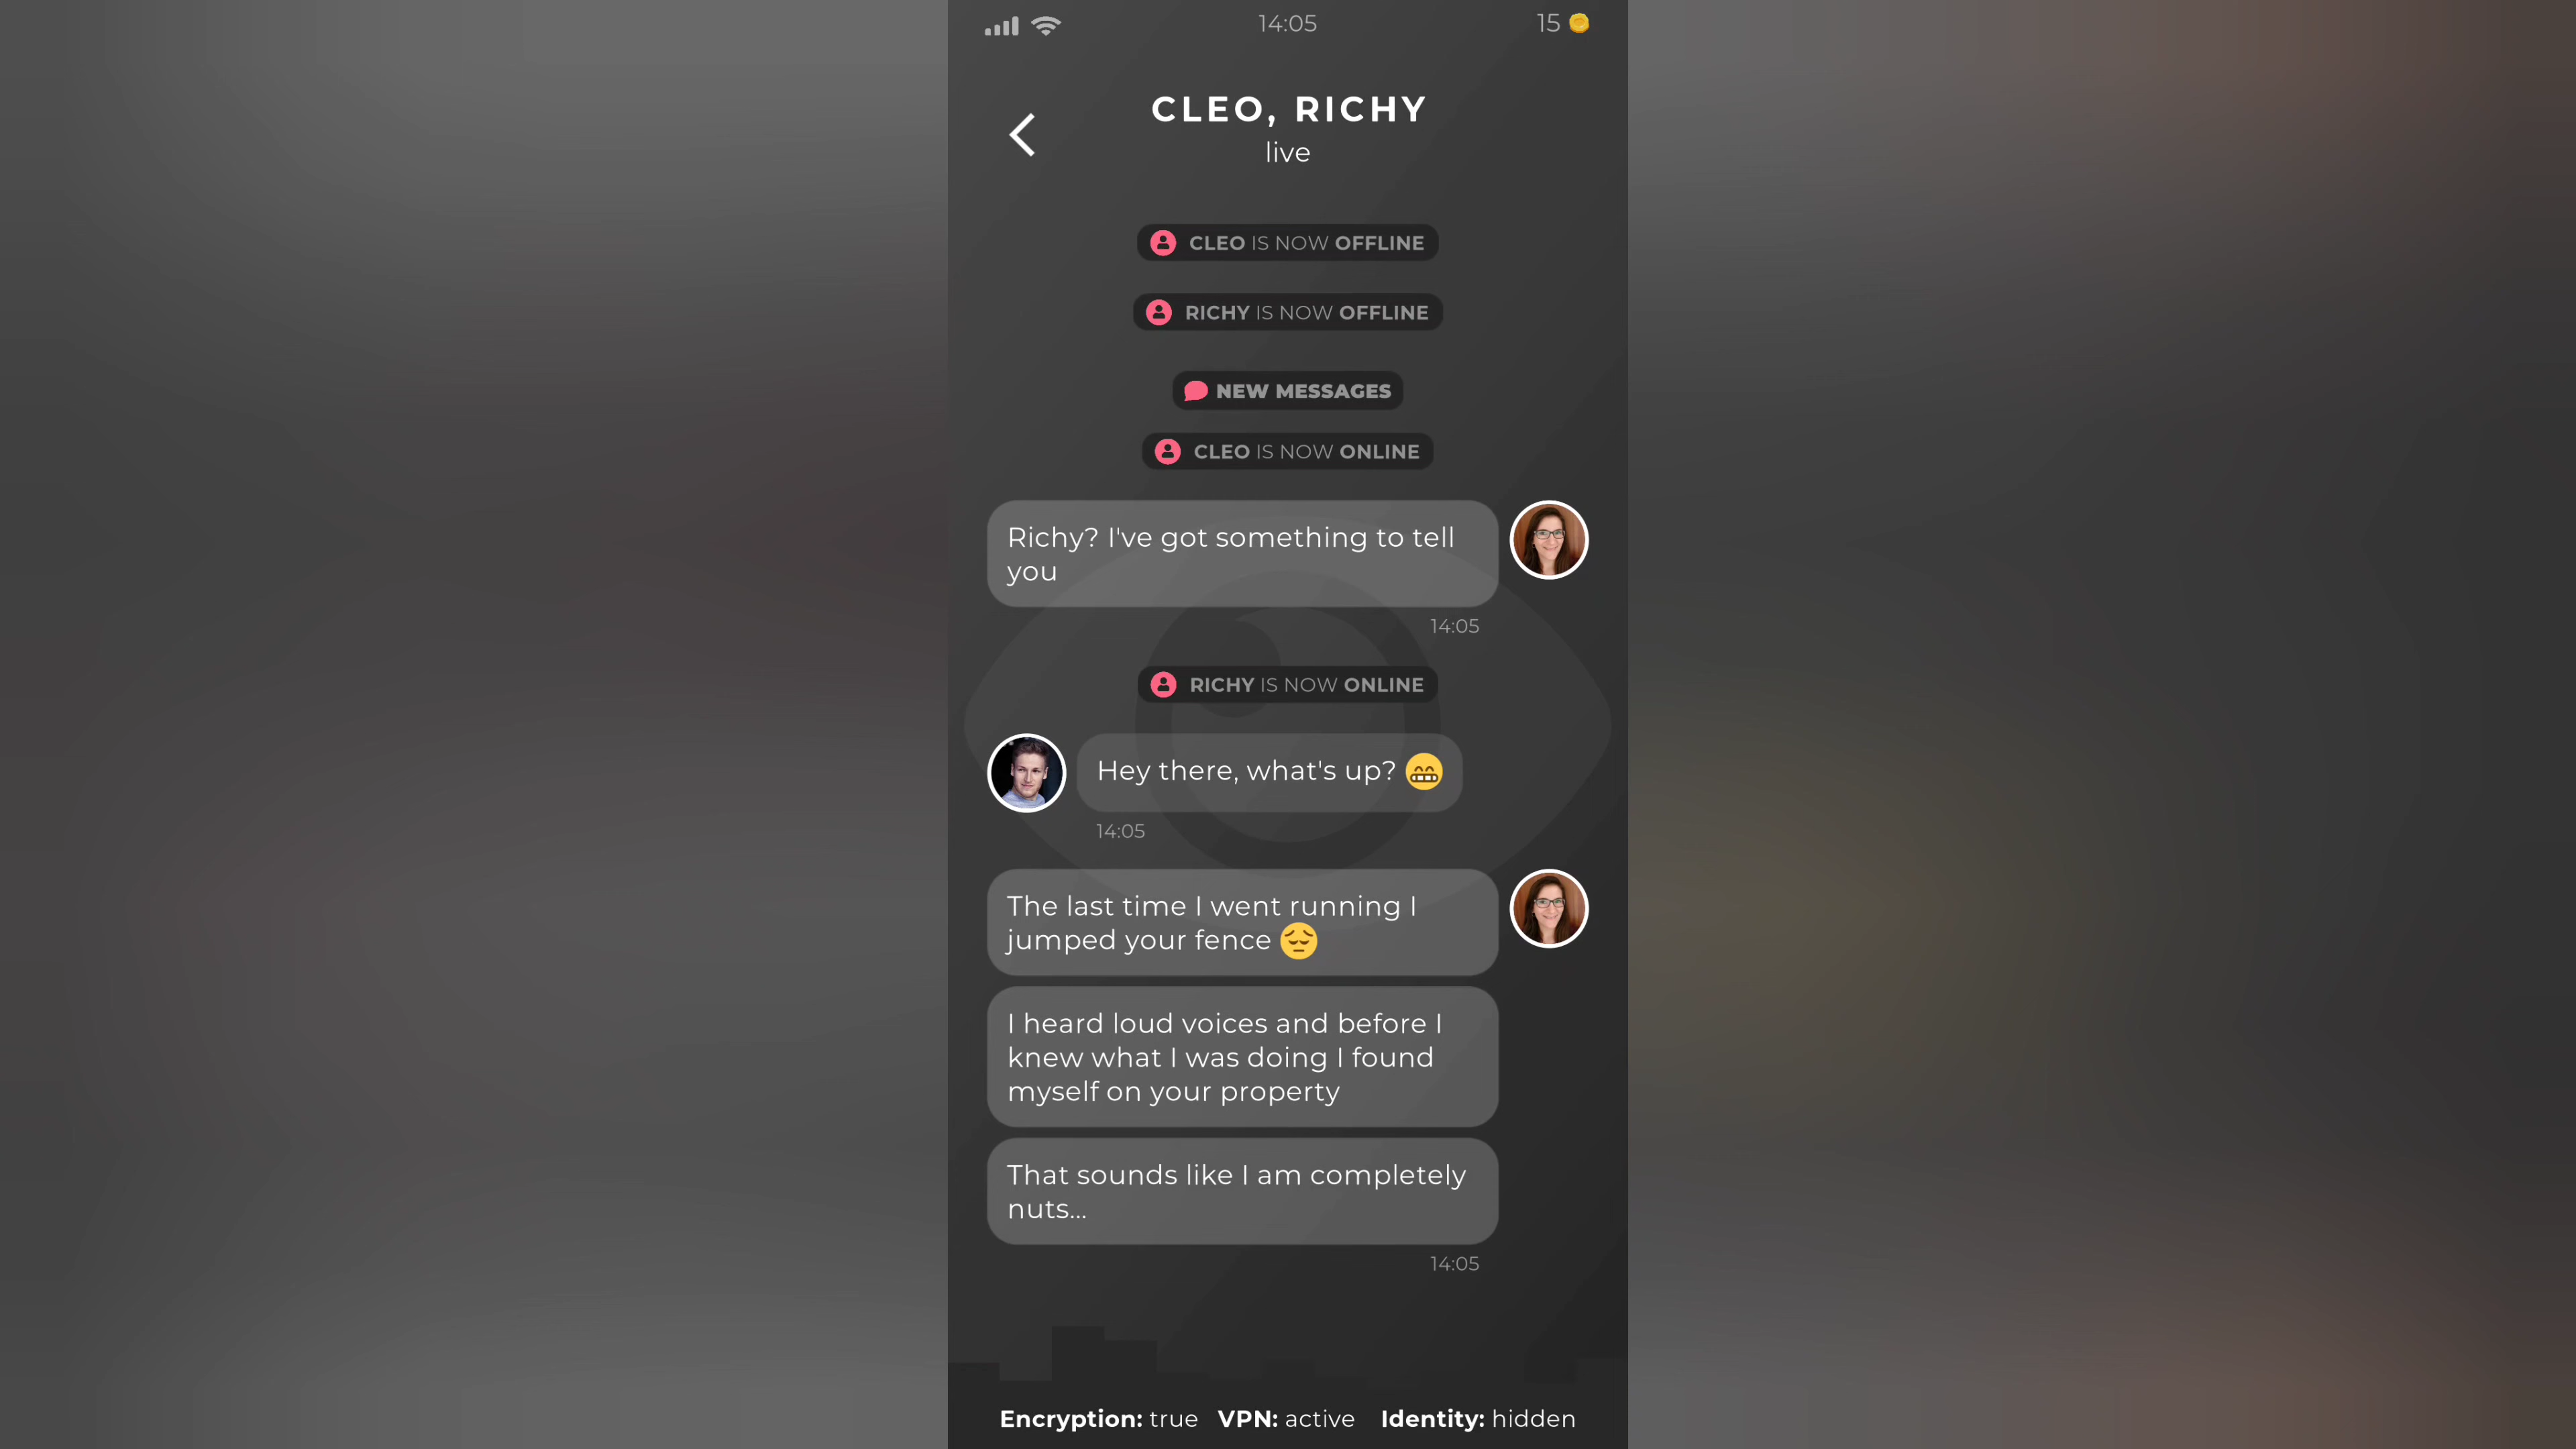 14:05
15
CLEO, RICHY
live
CLEO IS NOW OFFLINE
RICHY IS NOW OFFLINE
NEW MESSAGES
CLEO IS NOW ONLINE
Richy? I've got something to tell
you
14:05
RICHY IS NOW ONLINE
Hey there, what's up? 😁
14:05
The last time I went running I
jumped your fence 😔
I heard loud voices and before I
knew what I was doing I found
myself on your property
That sounds like I am completely
nuts...
14:05
Encryption: true VPN: active Identity: hidden